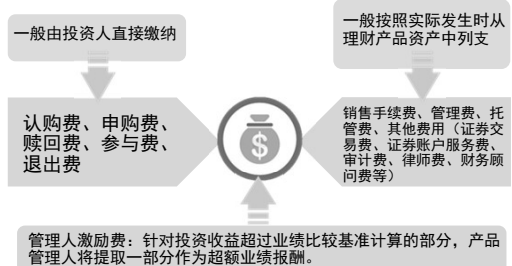 一般由投资人直接缴纳
一般按照实际发生时从
理财产品资产中列支
认购费、申购费、
赎回费、参与费、
退出费
销售手续费、管理费、托
管费、其他费用（证券交
易费、证券账户服务费、
审计费、律师费、财务顾
问费等）
$
管理人激励费：针对投资收益超过业绩比较基准计算的部分，产品
管理人将提取一部分作为超额业绩报酬。